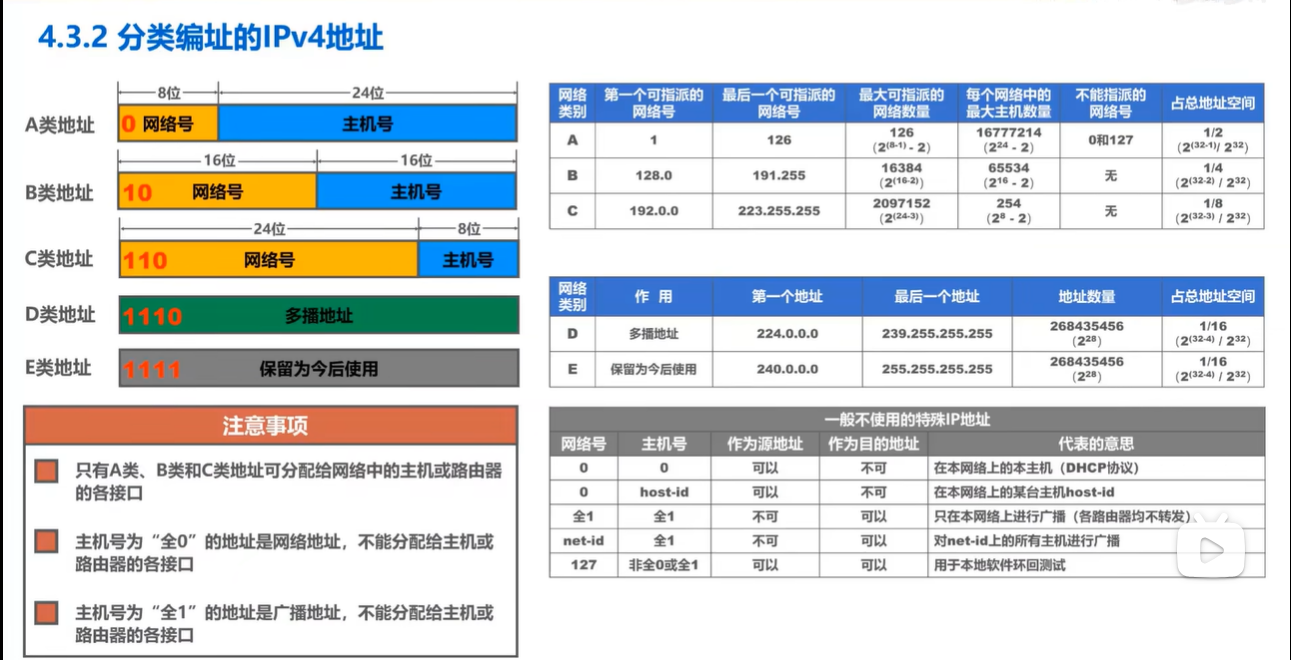 4.3.2 分类编址的IPv4地址
8位 24位
A类地址 0 网络号 主机号
16位 16位
B类地址 10 网络号 主机号
24位 8位
C类地址 110 网络号 主机号
D类地址 1110 多播地址
E类地址 1111 保留为今后使用
注意事项
只有A类、B类和C类地址可分配给网络中的主机或路由器
的各接口
主机号为“全0”的地址是网络地址，不能分配给主机或
路由器的各接口
主机号为“全1”的地址是广播地址，不能分配给主机或
路由器的各接口
网络类别 第一个可指派的网络号 最后一个可指派的网络号 最大可指派的网络数量 每个网络中的最大主机数量 不能指派的网络号 占总地址空间
A 1 126 126 (2^(8-1) - 2) 16777214 (2^24 - 2) 0和127 1/2 (2^(32-1)/ 2^32)
B 128.0 191.255 16384 (2^(16-2)) 65534 (2^16 - 2) 无 1/4 (2^(32-2) / 2^32)
C 192.0.0 223.255.255 2097152 (2^(24-3)) 254 (2^8 - 2) 无 1/8 (2^(32-3) / 2^32)
网络类别 作 用 第一个地址 最后一个地址 地址数量 占总地址空间
D 多播地址 224.0.0.0 239.255.255.255 268435456 (2^28) 1/16 (2^(32-4) / 2^32)
E 保留为今后使用 240.0.0.0 255.255.255.255 268435456 (2^28) 1/16 (2^(32-4) / 2^32)
一般不使用的特殊IP地址
网络号 主机号 作为源地址 作为目的地址 代表的意思
0 0 可以 不可 在本网络上的本主机（DHCP协议）
0 host-id 可以 不可 在本网络上的某台主机host-id
全1 全1 不可 可以 只在本网络上进行广播（各路由器均不转发）
net-id 全1 不可 可以 对net-id上的所有主机进行广播
127 非全0或全1 可以 可以 用于本地软件环回测试